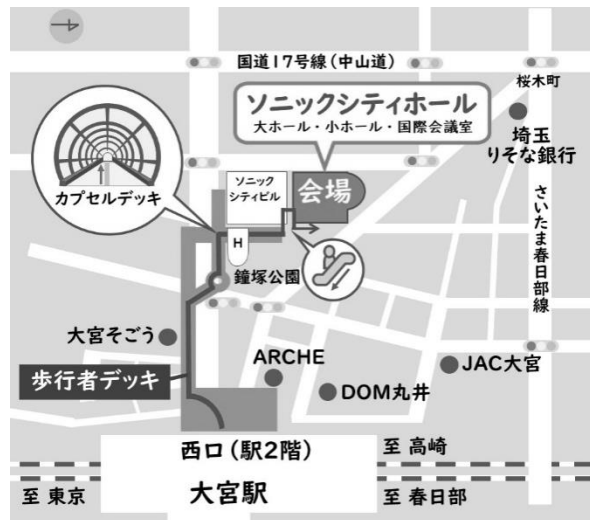 国道17号線(中山道)
桜木町
ソニックシティホール
大ホール・小ホール・国際会議室
埼玉
りそな銀行
カプセルデッキ
ソニック
シティビル
会場
さいたま春日部線
H
鐘塚公園
大宮そごう
ARCHE
JAC大宮
歩行者デッキ
DOM丸井
西口(駅2階)
至 高崎
至 東京
大宮駅
至 春日部